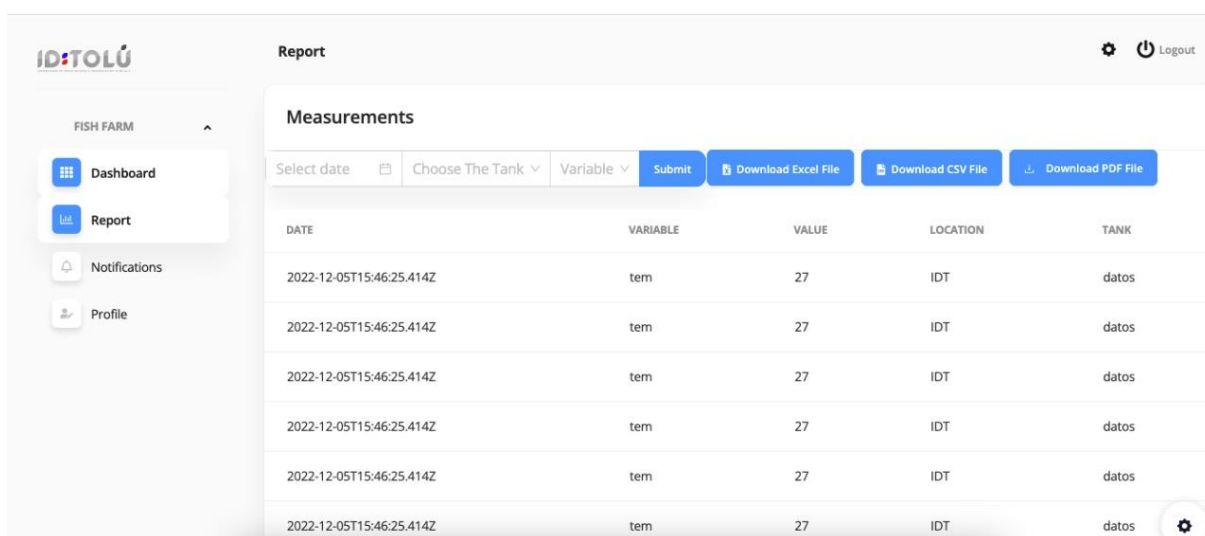 ID:TOLÚ
Report
Logout
FISH FARM
Dashboard
Report
Notifications
Profile
Measurements
Select date Choose The Tank Variable Submit Download Excel File Download CSV File Download PDF File
DATE VARIABLE VALUE LOCATION TANK
2022-12-05T15:46:25.414Z tem 27 IDT datos
2022-12-05T15:46:25.414Z tem 27 IDT datos
2022-12-05T15:46:25.414Z tem 27 IDT datos
2022-12-05T15:46:25.414Z tem 27 IDT datos
2022-12-05T15:46:25.414Z tem 27 IDT datos
2022-12-05T15:46:25.414Z tem 27 IDT datos